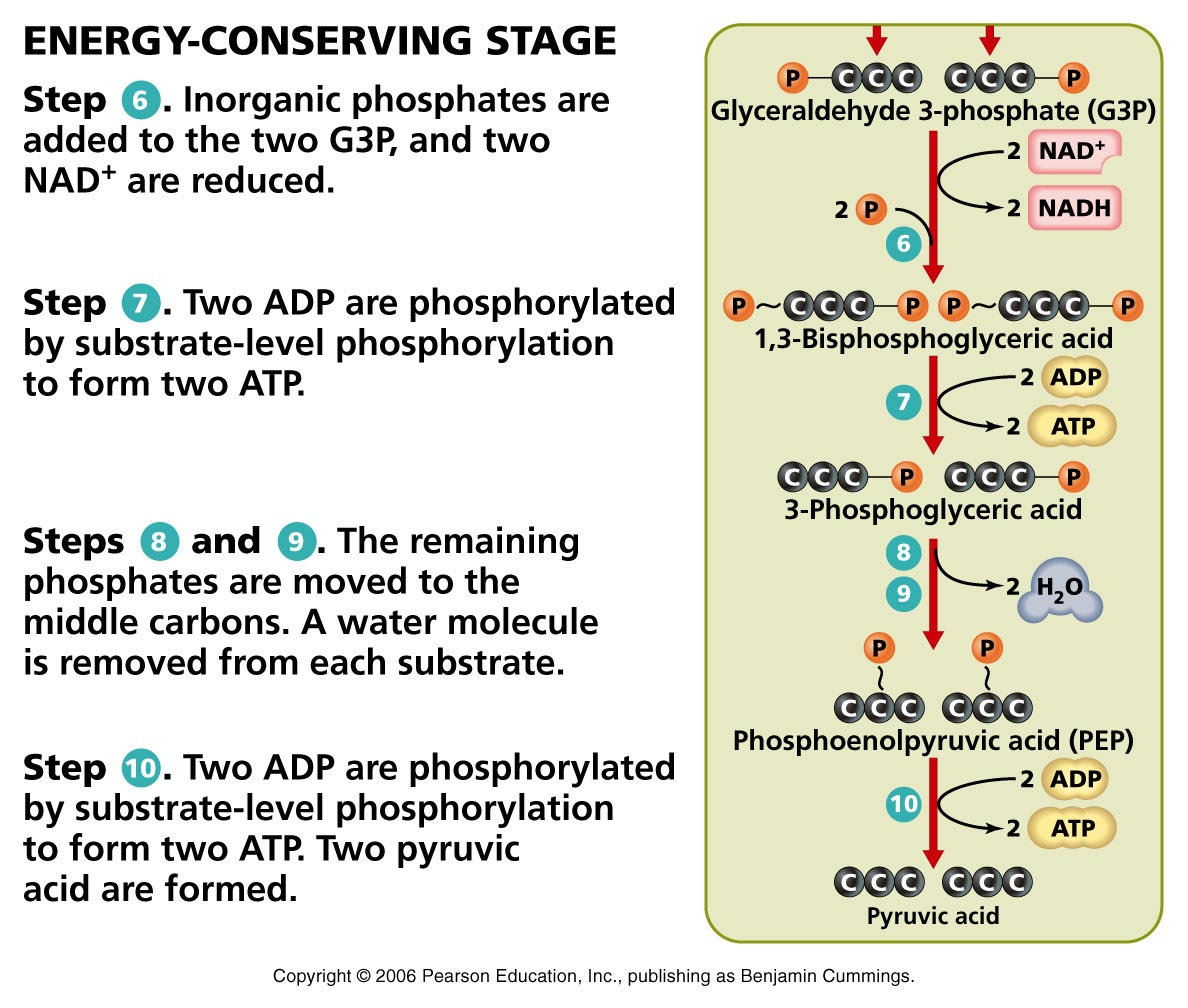 ENERGY-CONSERVING STAGE
Step 6. Inorganic phosphates are
added to the two G3P, and two
NAD⁺ are reduced.
Step 7. Two ADP are phosphorylated
by substrate-level phosphorylation
to form two ATP.
Steps 8 and 9. The remaining
phosphates are moved to the
middle carbons. A water molecule
is removed from each substrate.
Step 10. Two ADP are phosphorylated
by substrate-level phosphorylation
to form two ATP. Two pyruvic
acid are formed.
P C C C C C C P
Glyceraldehyde 3-phosphate (G3P)
2 NAD⁺
2 P
2 NADH
6
P ~ C C C P P ~ C C C P
1,3-Bisphosphoglyceric acid
2 ADP
7
2 ATP
C C C P C C C P
3-Phosphoglyceric acid
8
2 H₂O
9
P P
C C C C C C
Phosphoenolpyruvic acid (PEP)
2 ADP
10
2 ATP
C C C C C C
Pyruvic acid
Copyright © 2006 Pearson Education, Inc., publishing as Benjamin Cummings.